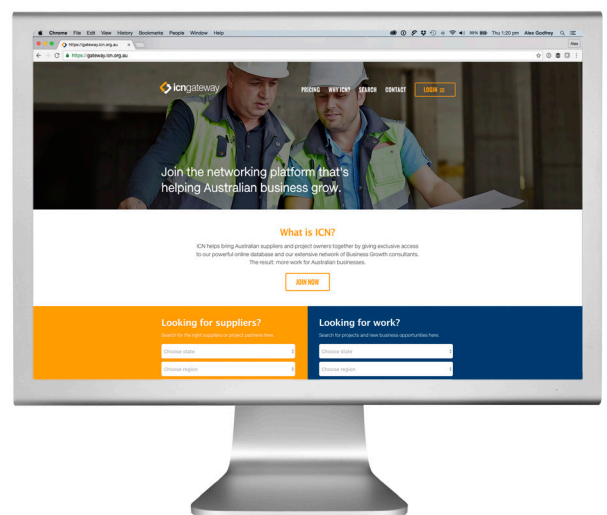 Chrome File Edit View History Bookmarks People Window Help
99% Thu 1:20 pm Alex Godfrey
https://gateway.icn.org.au
Alex
https://gateway.icn.org.au
icngateway
PRICING WHY ICN? SEARCH CONTACT LOGIN
Join the networking platform that's
helping Australian business grow.
What is ICN?
ICN helps bring Australian suppliers and project owners together by giving exclusive access
to our powerful online database and our extensive network of Business Growth consultants.
The result: more work for Australian businesses.
JOIN NOW
Looking for suppliers?
Search for the right suppliers or project partners here.
Choose state
Choose region
Looking for work?
Search for projects and new business opportunities here.
Choose state
Choose region